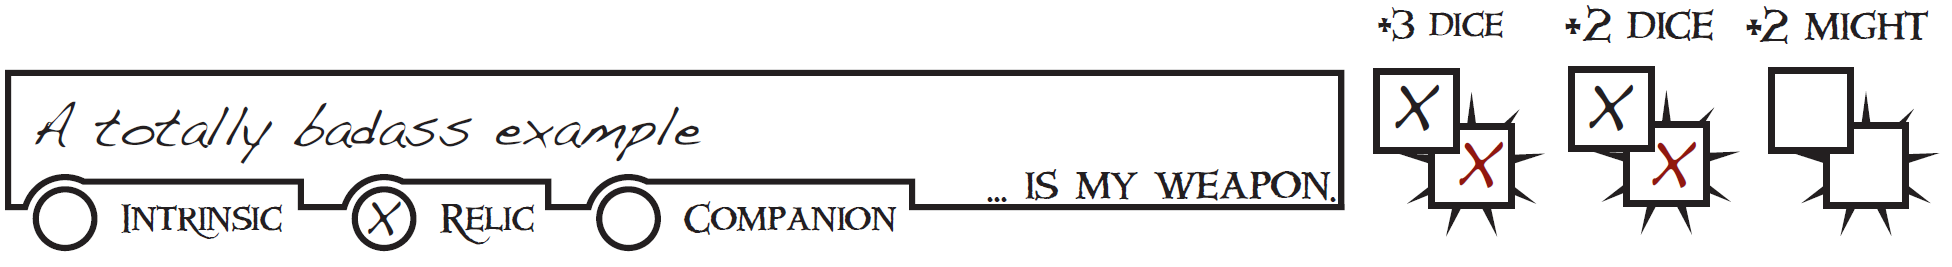 +3 DICE +2 DICE +2 MIGHT
A totally badass example
X X
X X
... IS MY WEAPON.
INTRINSIC X RELIC COMPANION